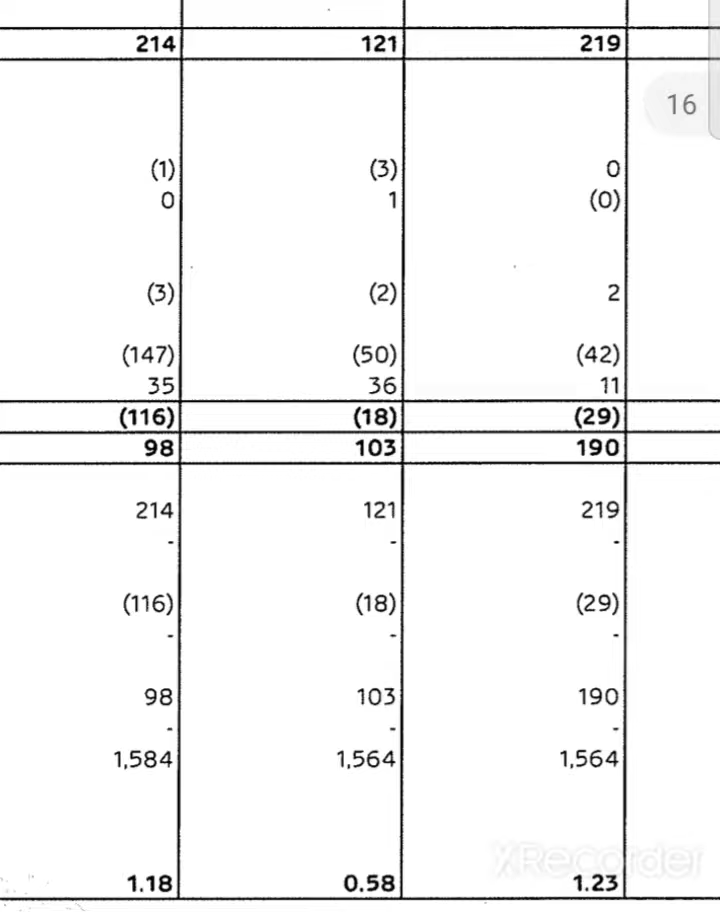 214 121 219
16
(1) (3) 0
0 1 (0)
(3) (2) 2
(147) (50) (42)
35 36 11
(116) (18) (29)
98 103 190
214 121 219
- - -
(116) (18) (29)
- - -
98 103 190
- - -
1,584 1,564 1,564
XRecorder
1.18 0.58 1.23